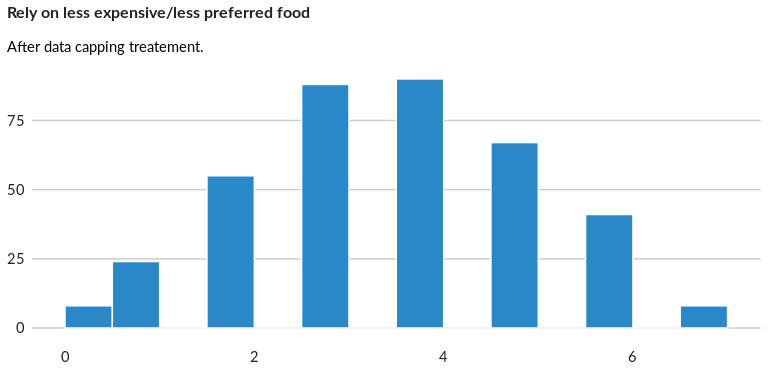 Rely on less expensive/less preferred food
After data capping treatement.
75
50
25
0
0 2 4 6